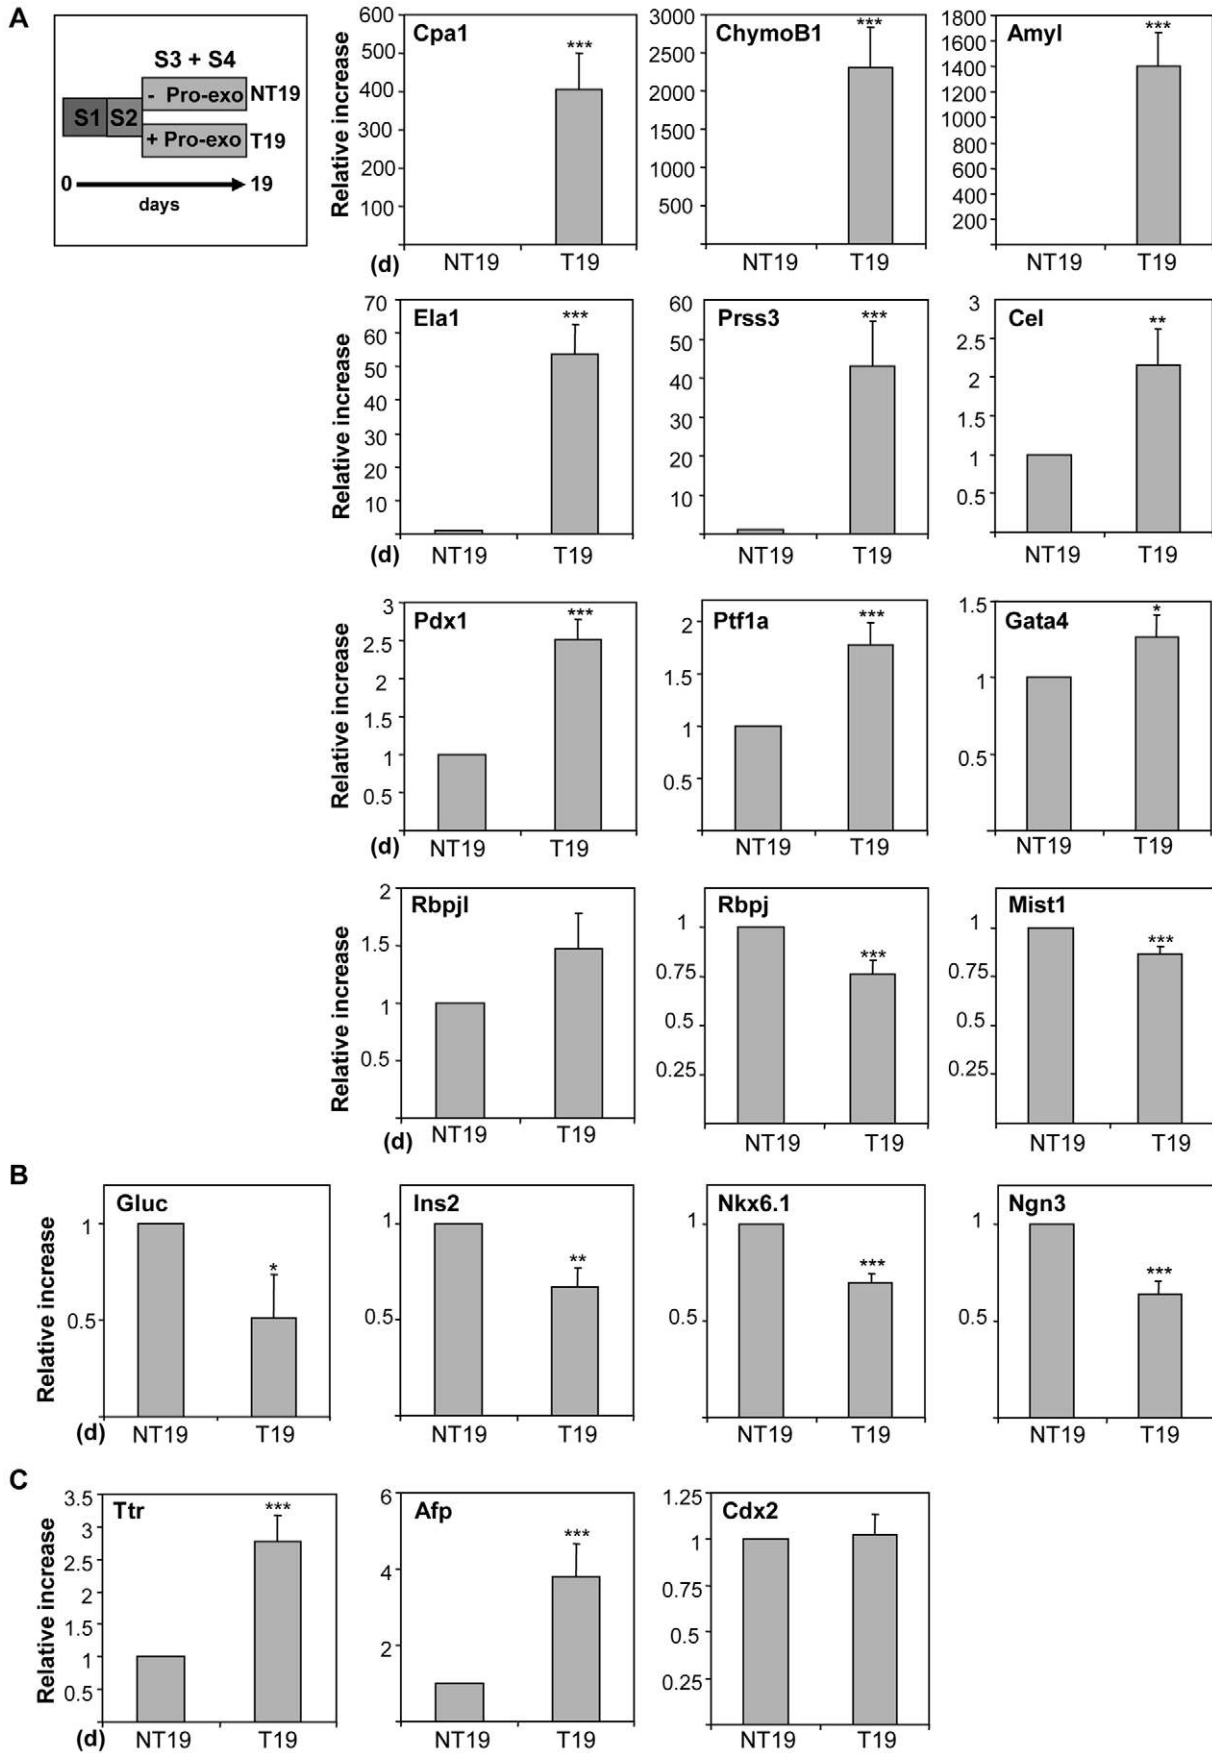 A
S3 + S4
- Pro-exo NT19
S1 S2
+ Pro-exo T19
0 19
days
Relative increase
Cpa1
600
500
400
300
200
100
***
(d) NT19 T19
ChymoB1
3000
2500
2000
1500
1000
500
***
NT19 T19
Amyl
1800
1600
1400
1200
1000
800
600
400
200
***
NT19 T19
Relative increase
Ela1
70
60
50
40
30
20
10
***
(d) NT19 T19
Prss3
60
50
40
30
20
10
***
NT19 T19
Cel
3
2.5
2
1.5
1
0.5
**
NT19 T19
Relative increase
Pdx1
3
2.5
2
1.5
1
0.5
***
(d) NT19 T19
Ptf1a
2
1.5
1
0.5
***
NT19 T19
Gata4
1.5
1
0.5
*
NT19 T19
Relative increase
Rbpjl
2
1.5
1
0.5
(d) NT19 T19
Rbpj
1
0.75
0.5
0.25
***
NT19 T19
Mist1
1
0.75
0.5
0.25
***
NT19 T19
B
Relative increase
Gluc
1
0.5
*
(d) NT19 T19
Ins2
1
0.5
**
NT19 T19
Nkx6.1
1
0.5
***
NT19 T19
Ngn3
1
0.5
***
NT19 T19
C
Relative increase
Ttr
3.5
3
2.5
2
1.5
1
0.5
***
(d) NT19 T19
Afp
6
4
2
***
NT19 T19
Cdx2
1.25
1
0.75
0.5
0.25
NT19 T19